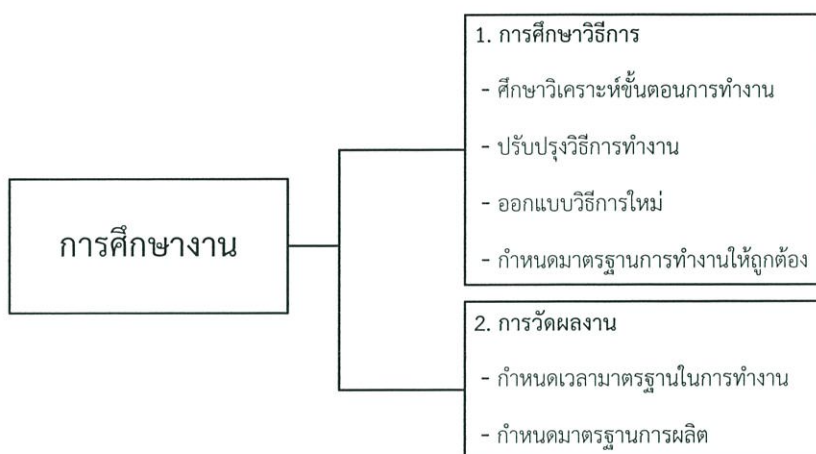 การศึกษางาน
1. การศึกษาวิธีการ
- ศึกษาวิเคราะห์ขั้นตอนการทำงาน
- ปรับปรุงวิธีการทำงาน
- ออกแบบวิธีการใหม่
- กำหนดมาตรฐานการทำงานให้ถูกต้อง
2. การวัดผลงาน
- กำหนดเวลามาตรฐานในการทำงาน
- กำหนดมาตรฐานการผลิต